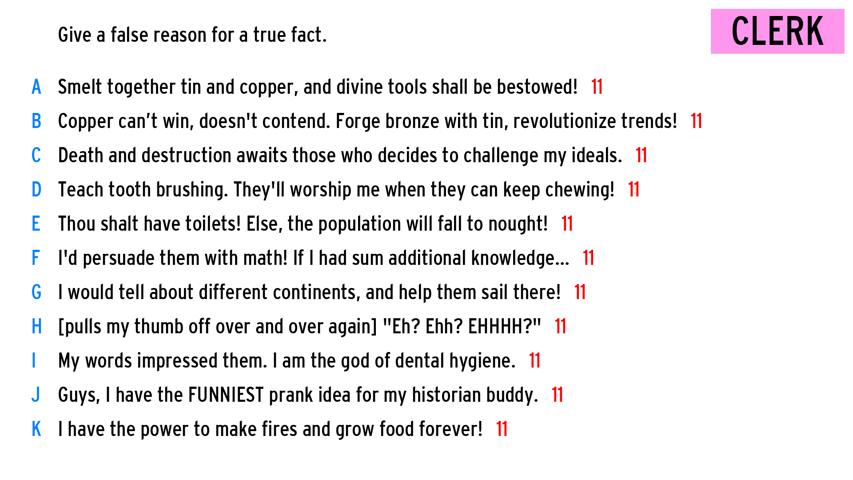 Give a false reason for a true fact.
CLERK
A Smelt together tin and copper, and divine tools shall be bestowed! 11
B Copper can't win, doesn't contend. Forge bronze with tin, revolutionize trends! 11
C Death and destruction awaits those who decides to challenge my ideals. 11
D Teach tooth brushing. They'll worship me when they can keep chewing! 11
E Thou shalt have toilets! Else, the population will fall to nought! 11
F I'd persuade them with math! If I had sum additional knowledge... 11
G I would tell about different continents, and help them sail there! 11
H [pulls my thumb off over and over again] "Eh? Ehh? EHHHH?" 11
I My words impressed them. I am the god of dental hygiene. 11
J Guys, I have the FUNNIEST prank idea for my historian buddy. 11
K I have the power to make fires and grow food forever! 11